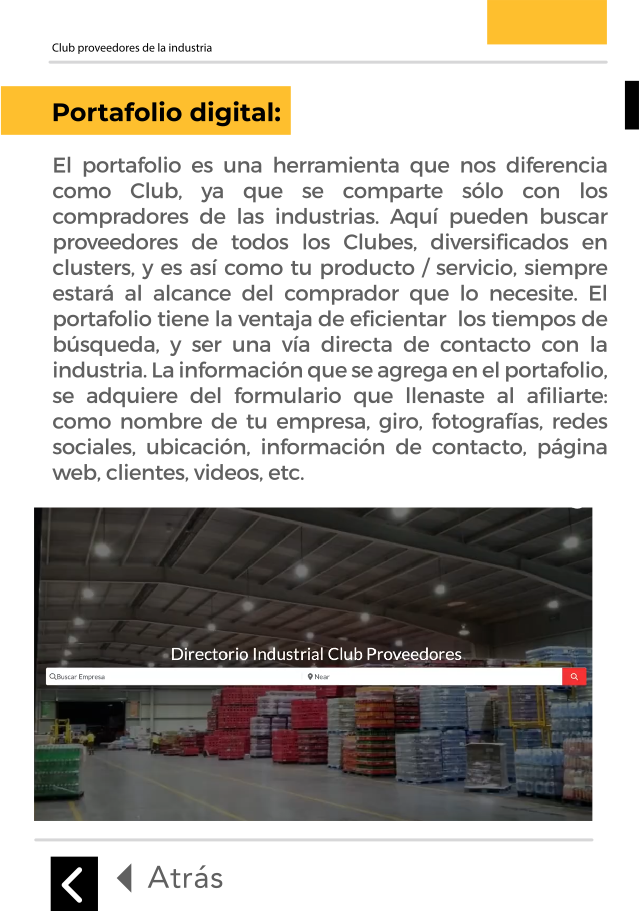 Club proveedores de la industria
Portafolio digital:
El portafolio es una herramienta que nos diferencia
como Club, ya que se comparte sólo con los
compradores de las industrias. Aquí pueden buscar
proveedores de todos los Clubes, diversificados en
clusters, y es así como tu producto / servicio, siempre
estará al alcance del comprador que lo necesite. El
portafolio tiene la ventaja de eficientar  los tiempos de
búsqueda, y ser una vía directa de contacto con la
industria. La información que se agrega en el portafolio,
se adquiere del formulario que llenaste al afiliarte:
como nombre de tu empresa, giro, fotografías, redes
sociales, ubicación, información de contacto, página
web, clientes, videos, etc.
Directorio Industrial Club Proveedores
Buscar Empresa Near
Atrás